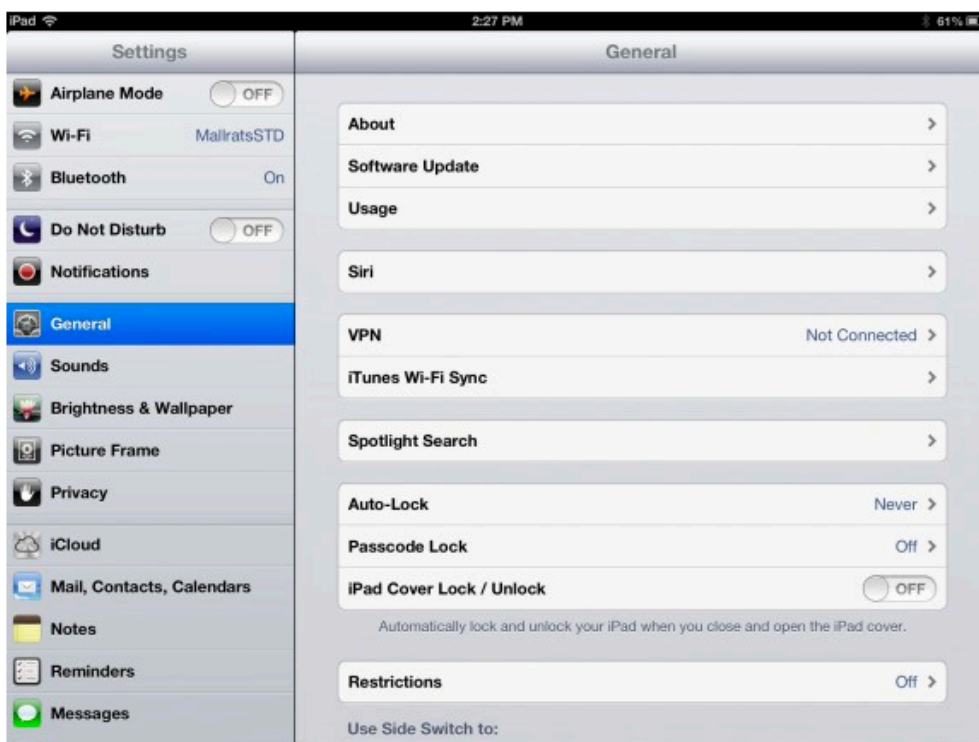 iPad 2:27 PM 61%
Settings
Airplane Mode OFF
Wi-Fi MallratsSTD
Bluetooth On
Do Not Disturb OFF
Notifications
General
Sounds
Brightness & Wallpaper
Picture Frame
Privacy
iCloud
Mail, Contacts, Calendars
Notes
Reminders
Messages
General
About
Software Update
Usage
Siri
VPN Not Connected
iTunes Wi-Fi Sync
Spotlight Search
Auto-Lock Never
Passcode Lock Off
iPad Cover Lock / Unlock OFF
Automatically lock and unlock your iPad when you close and open the iPad cover.
Restrictions Off
Use Side Switch to: